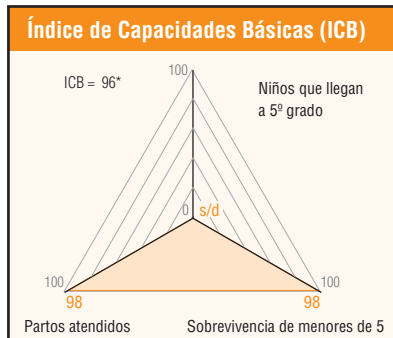 Índice de Capacidades Básicas (ICB)
100
ICB = 96*
Niños que llegan
a 5º grado
0 s/d
100
100
98
98
Partos atendidos
Sobrevivencia de menores de 5